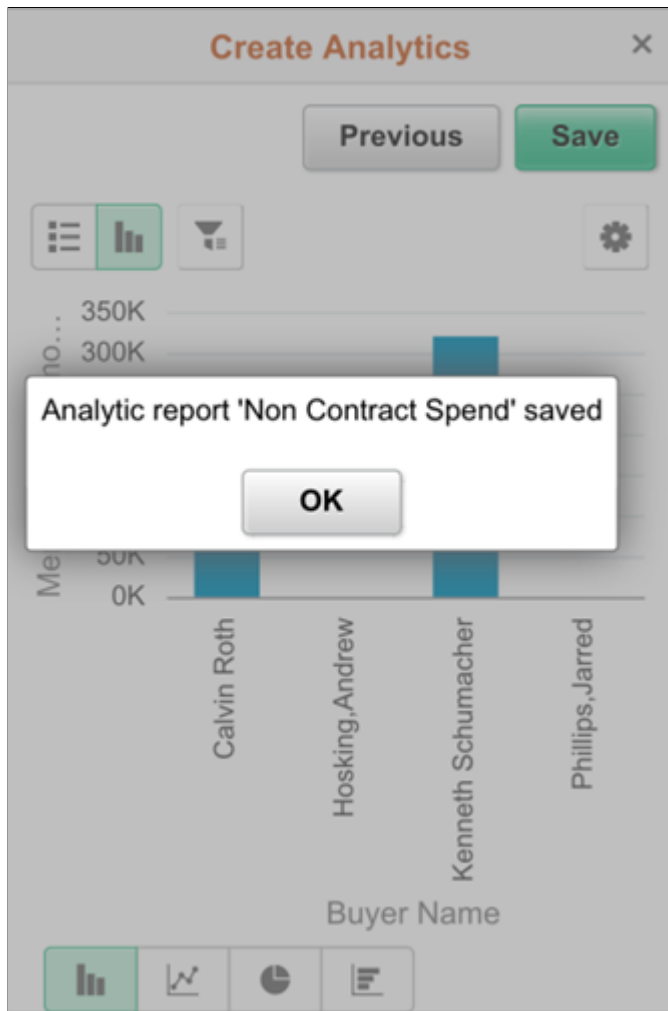 Create Analytics ×
Previous
Save
350K
300K
Analytic report 'Non Contract Spend' saved
OK
50K
0K
Calvin Roth
Hosking,Andrew
Kenneth Schumacher
Phillips,Jarred
Buyer Name